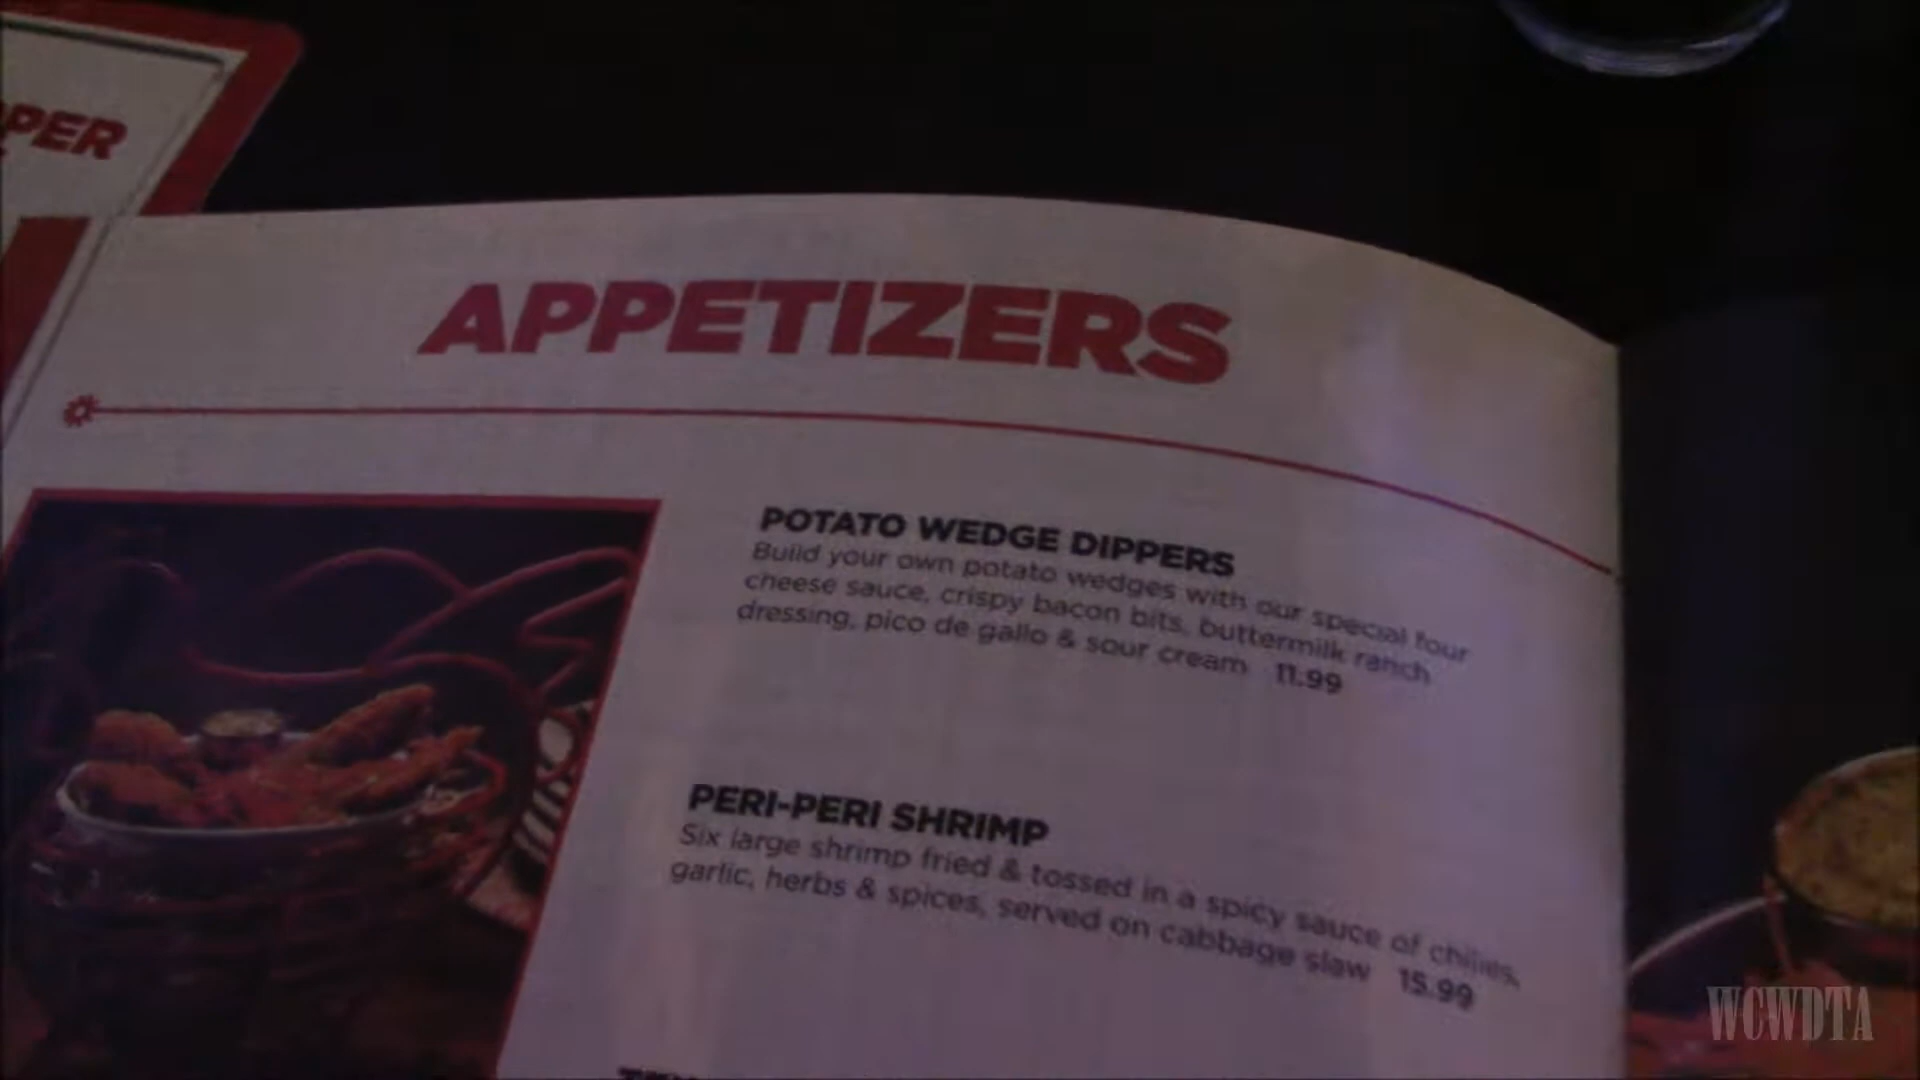 PER
APPETIZERS
POTATO WEDGE DIPPERS
Build your own potato wedges with our special four
cheese sauce, crispy bacon bits, buttermilk ranch
dressing, pico de gallo & sour cream 11.99
PERI-PERI SHRIMP
Six large shrimp fried & tossed in a spicy sauce of chilies,
garlic, herbs & spices, served on cabbage slaw 15.99
WCWDTA